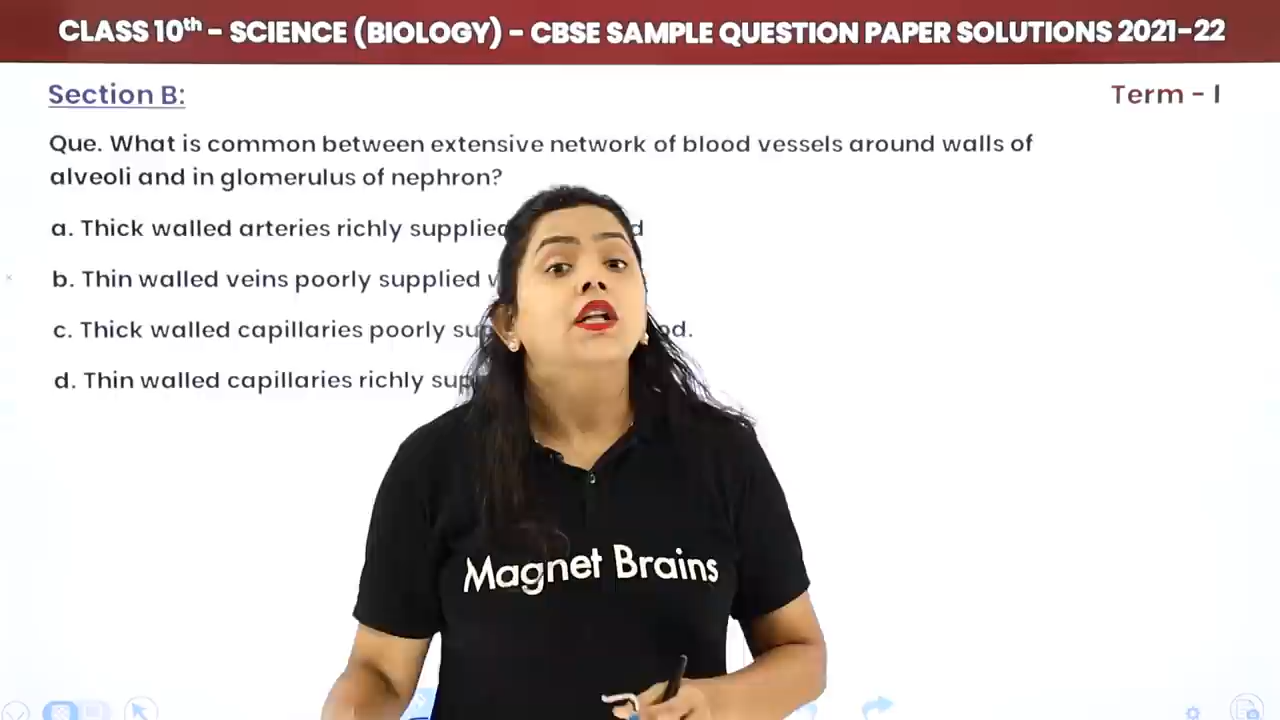 CLASS 10th - SCIENCE (BIOLOGY) - CBSE SAMPLE QUESTION PAPER SOLUTIONS 2021-22
Section B:
Term - I
Que. What is common between extensive network of blood vessels around walls of
alveoli and in glomerulus of nephron?
a. Thick walled arteries richly supplied
b. Thin walled veins poorly supplied
c. Thick walled capillaries poorly
d. Thin walled capillaries richly
Magnet Brains